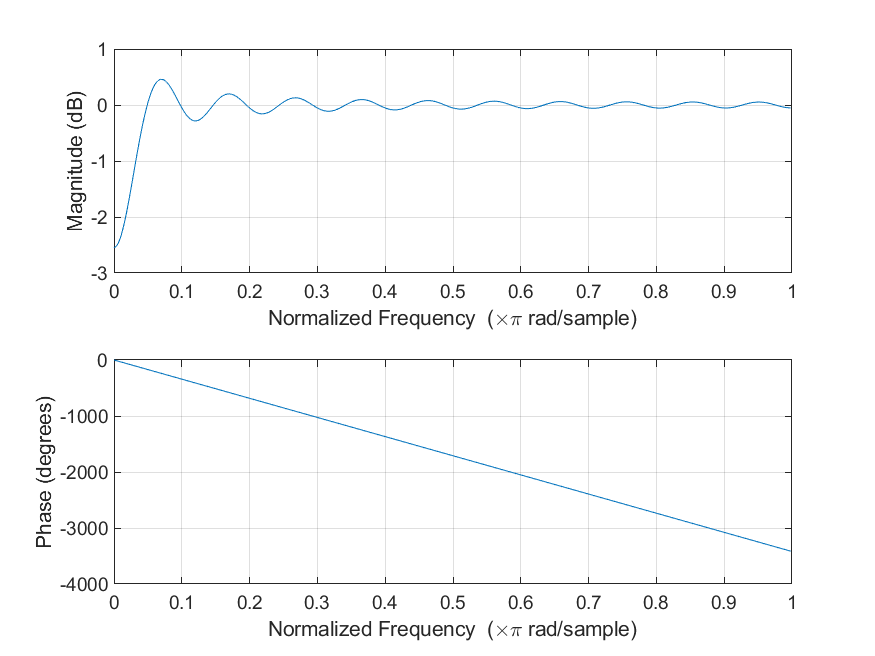 1
0
-1
-2
-3
Magnitude (dB)
0 0.1 0.2 0.3 0.4 0.5 0.6 0.7 0.8 0.9 1
Normalized Frequency (×π rad/sample)
0
-1000
-2000
-3000
-4000
Phase (degrees)
0 0.1 0.2 0.3 0.4 0.5 0.6 0.7 0.8 0.9 1
Normalized Frequency (×π rad/sample)